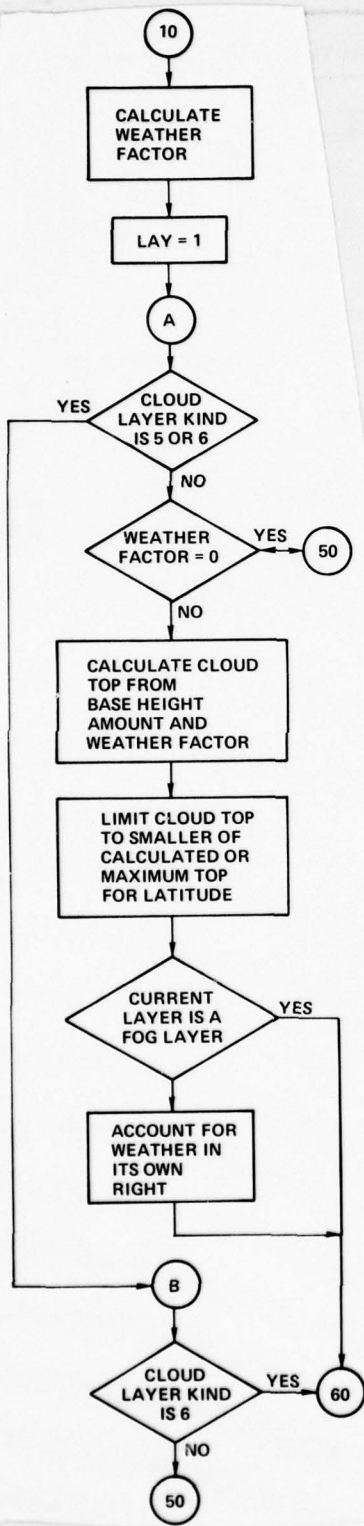 10
CALCULATE
WEATHER
FACTOR
LAY = 1
A
CLOUD
LAYER KIND
IS 5 OR 6
YES
NO
WEATHER
FACTOR = 0
YES
50
NO
CALCULATE CLOUD
TOP FROM
BASE HEIGHT
AMOUNT AND
WEATHER FACTOR
LIMIT CLOUD TOP
TO SMALLER OF
CALCULATED OR
MAXIMUM TOP
FOR LATITUDE
CURRENT
LAYER IS A
FOG LAYER
YES
ACCOUNT FOR
WEATHER IN
ITS OWN
RIGHT
B
CLOUD
LAYER KIND
IS 6
YES
60
NO
50